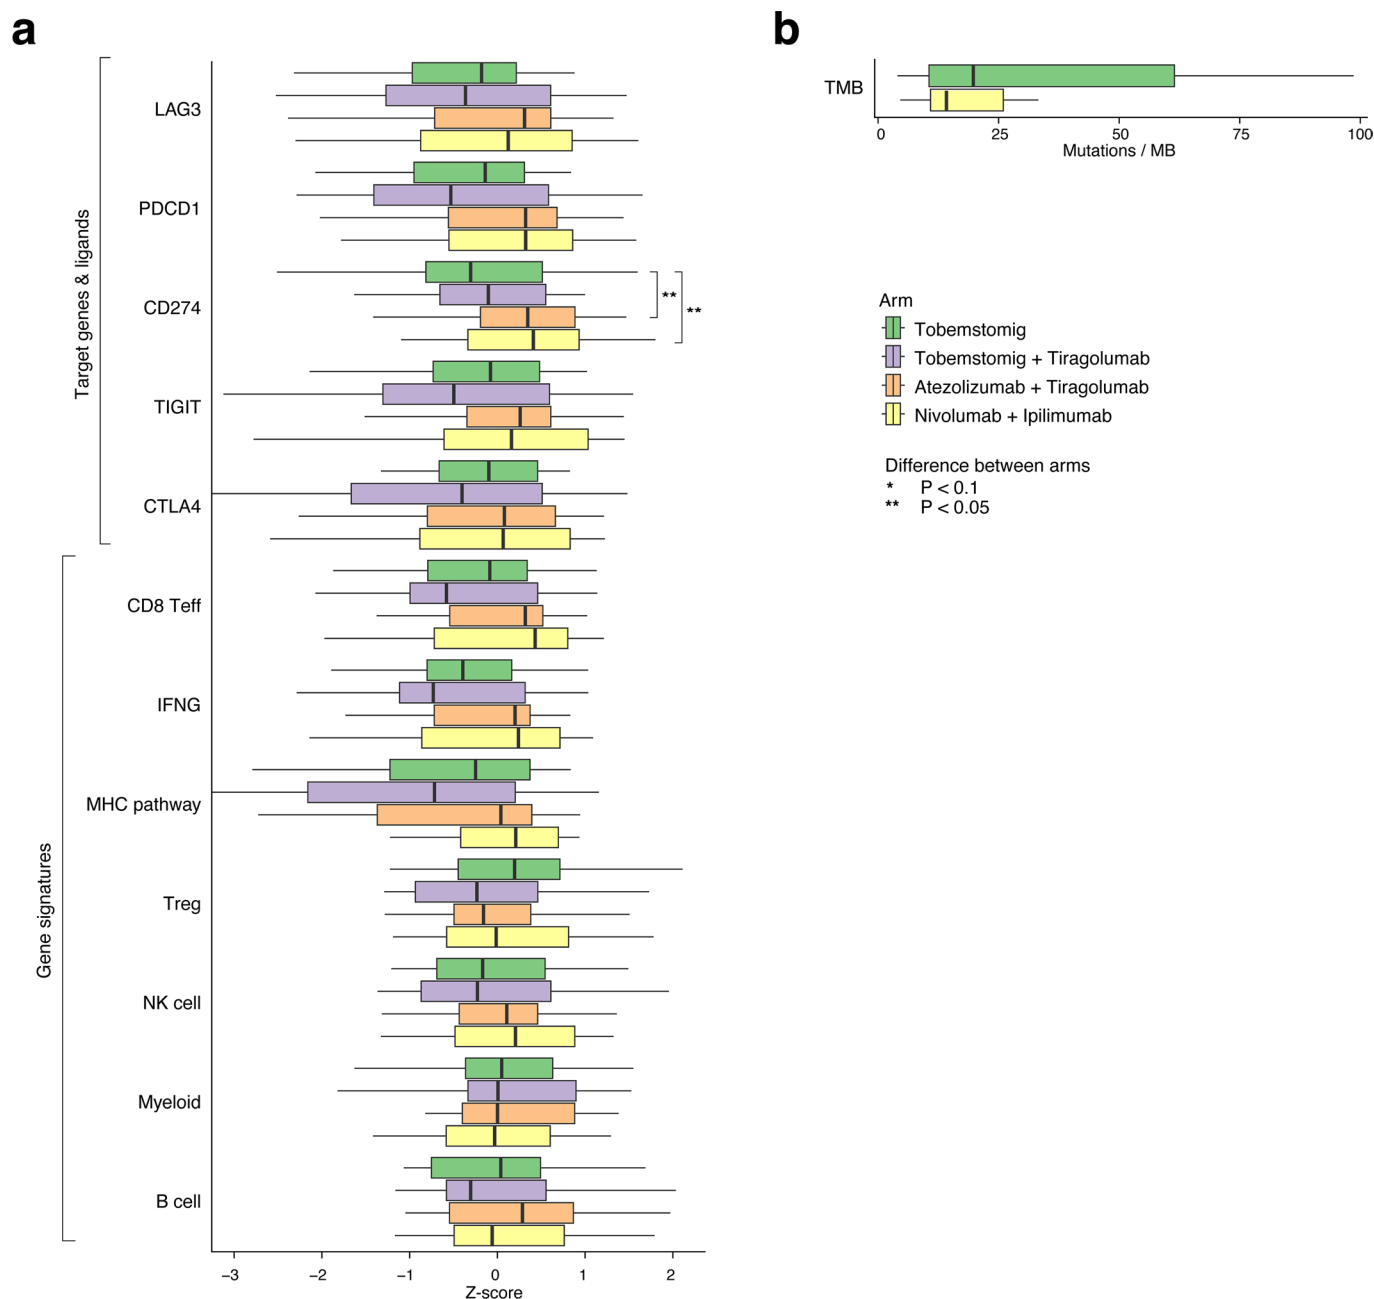 a
Target genes & ligands
LAG3
PDCD1
CD274
**
**
TIGIT
CTLA4
Gene signatures
CD8 Teff
IFNG
MHC pathway
Treg
NK cell
Myeloid
B cell
−3 −2 −1 0 1 2
Z-score
b
TMB
0 25 50 75 100
Mutations / MB
Arm
Tobemstomig
Tobemstomig + Tiragolumab
Atezolizumab + Tiragolumab
Nivolumab + Ipilimumab
Difference between arms
* P < 0.1
** P < 0.05